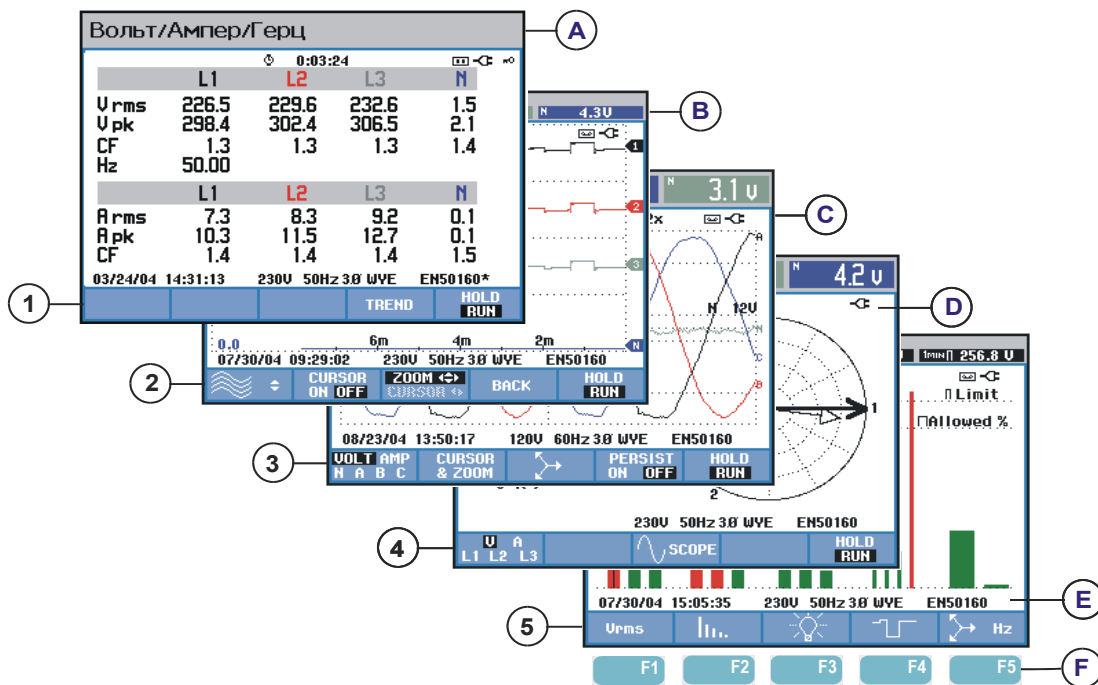 Вольт/Ампер/Герц
A
0:03:24
L1 L2 L3 N
V rms 226.5 229.6 232.6 1.5
V pk 298.4 302.4 306.5 2.1
CF 1.3 1.3 1.3 1.4
Hz 50.00
L1 L2 L3 N
A rms 7.3 8.3 9.2 0.1
A pk 10.3 11.5 12.7 0.1
CF 1.4 1.4 1.4 1.5
03/24/04 14:31:13 230V 50Hz 3Ø WYE EN50160*
1
TREND
HOLD
RUN
N 4.3V
B
1
2
3
N
0.0 6m 4m 2m
07/30/04 09:29:02 230V 50Hz 3Ø WYE EN50160
2
CURSOR
ON OFF
ZOOM
CURSOR
BACK
HOLD
RUN
N 3.1 V
C
2x
A
N 12V
N
C
B
08/23/04 13:50:17 120V 60Hz 3Ø WYE EN50160
3
VOLT AMP
N A B C
CURSOR
& ZOOM
PERSIST
ON OFF
HOLD
RUN
N 4.2 V
D
1
2
230V 50Hz 3Ø WYE EN50160
4
V A
L1 L2 L3
SCOPE
HOLD
RUN
1MIN 256.8 V
Limit
Allowed %
07/30/04 15:05:35 230V 50Hz 3Ø WYE EN50160
E
5
Vrms
Hz
F1 F2 F3 F4 F5
F